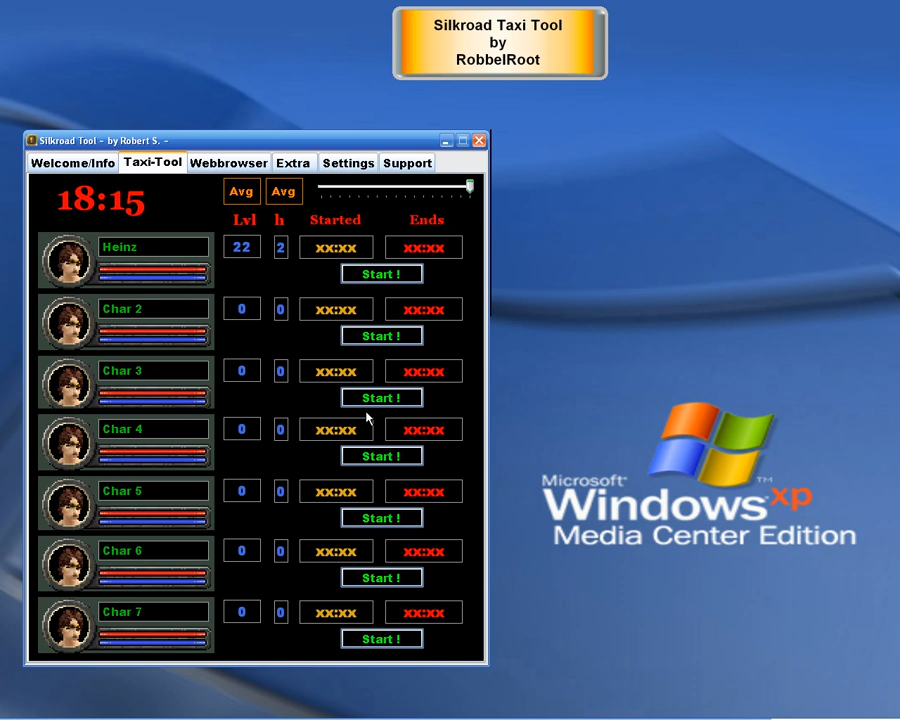 Silkroad Taxi Tool
by
RobbelRoot
Silkroad Tool - by Robert S. -
Welcome/Info Taxi-Tool Webbrowser Extra Settings Support
18:15 Avg Avg
Lvl h Started Ends
Heinz 22 2 xx:xx xx:xx
Start !
Char 2 0 0 xx:xx xx:xx
Start !
Char 3 0 0 xx:xx xx:xx
Start !
Char 4 0 0 xx:xx xx:xx
Start !
Char 5 0 0 xx:xx xx:xx
Start !
Char 6 0 0 xx:xx xx:xx
Start !
Char 7 0 0 xx:xx xx:xx
Start !
Microsoft® TM
Windows xp
Media Center Edition